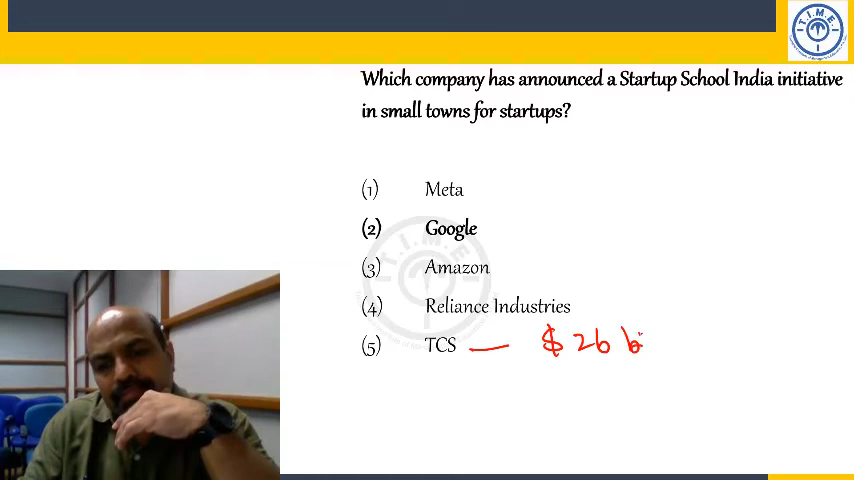 T.I.M.E.
Which company has announced a Startup School India initiative
in small towns for startups?
(1) Meta
(2) Google
(3) Amazon
(4) Reliance Industries
(5) TCS — $ 26 b